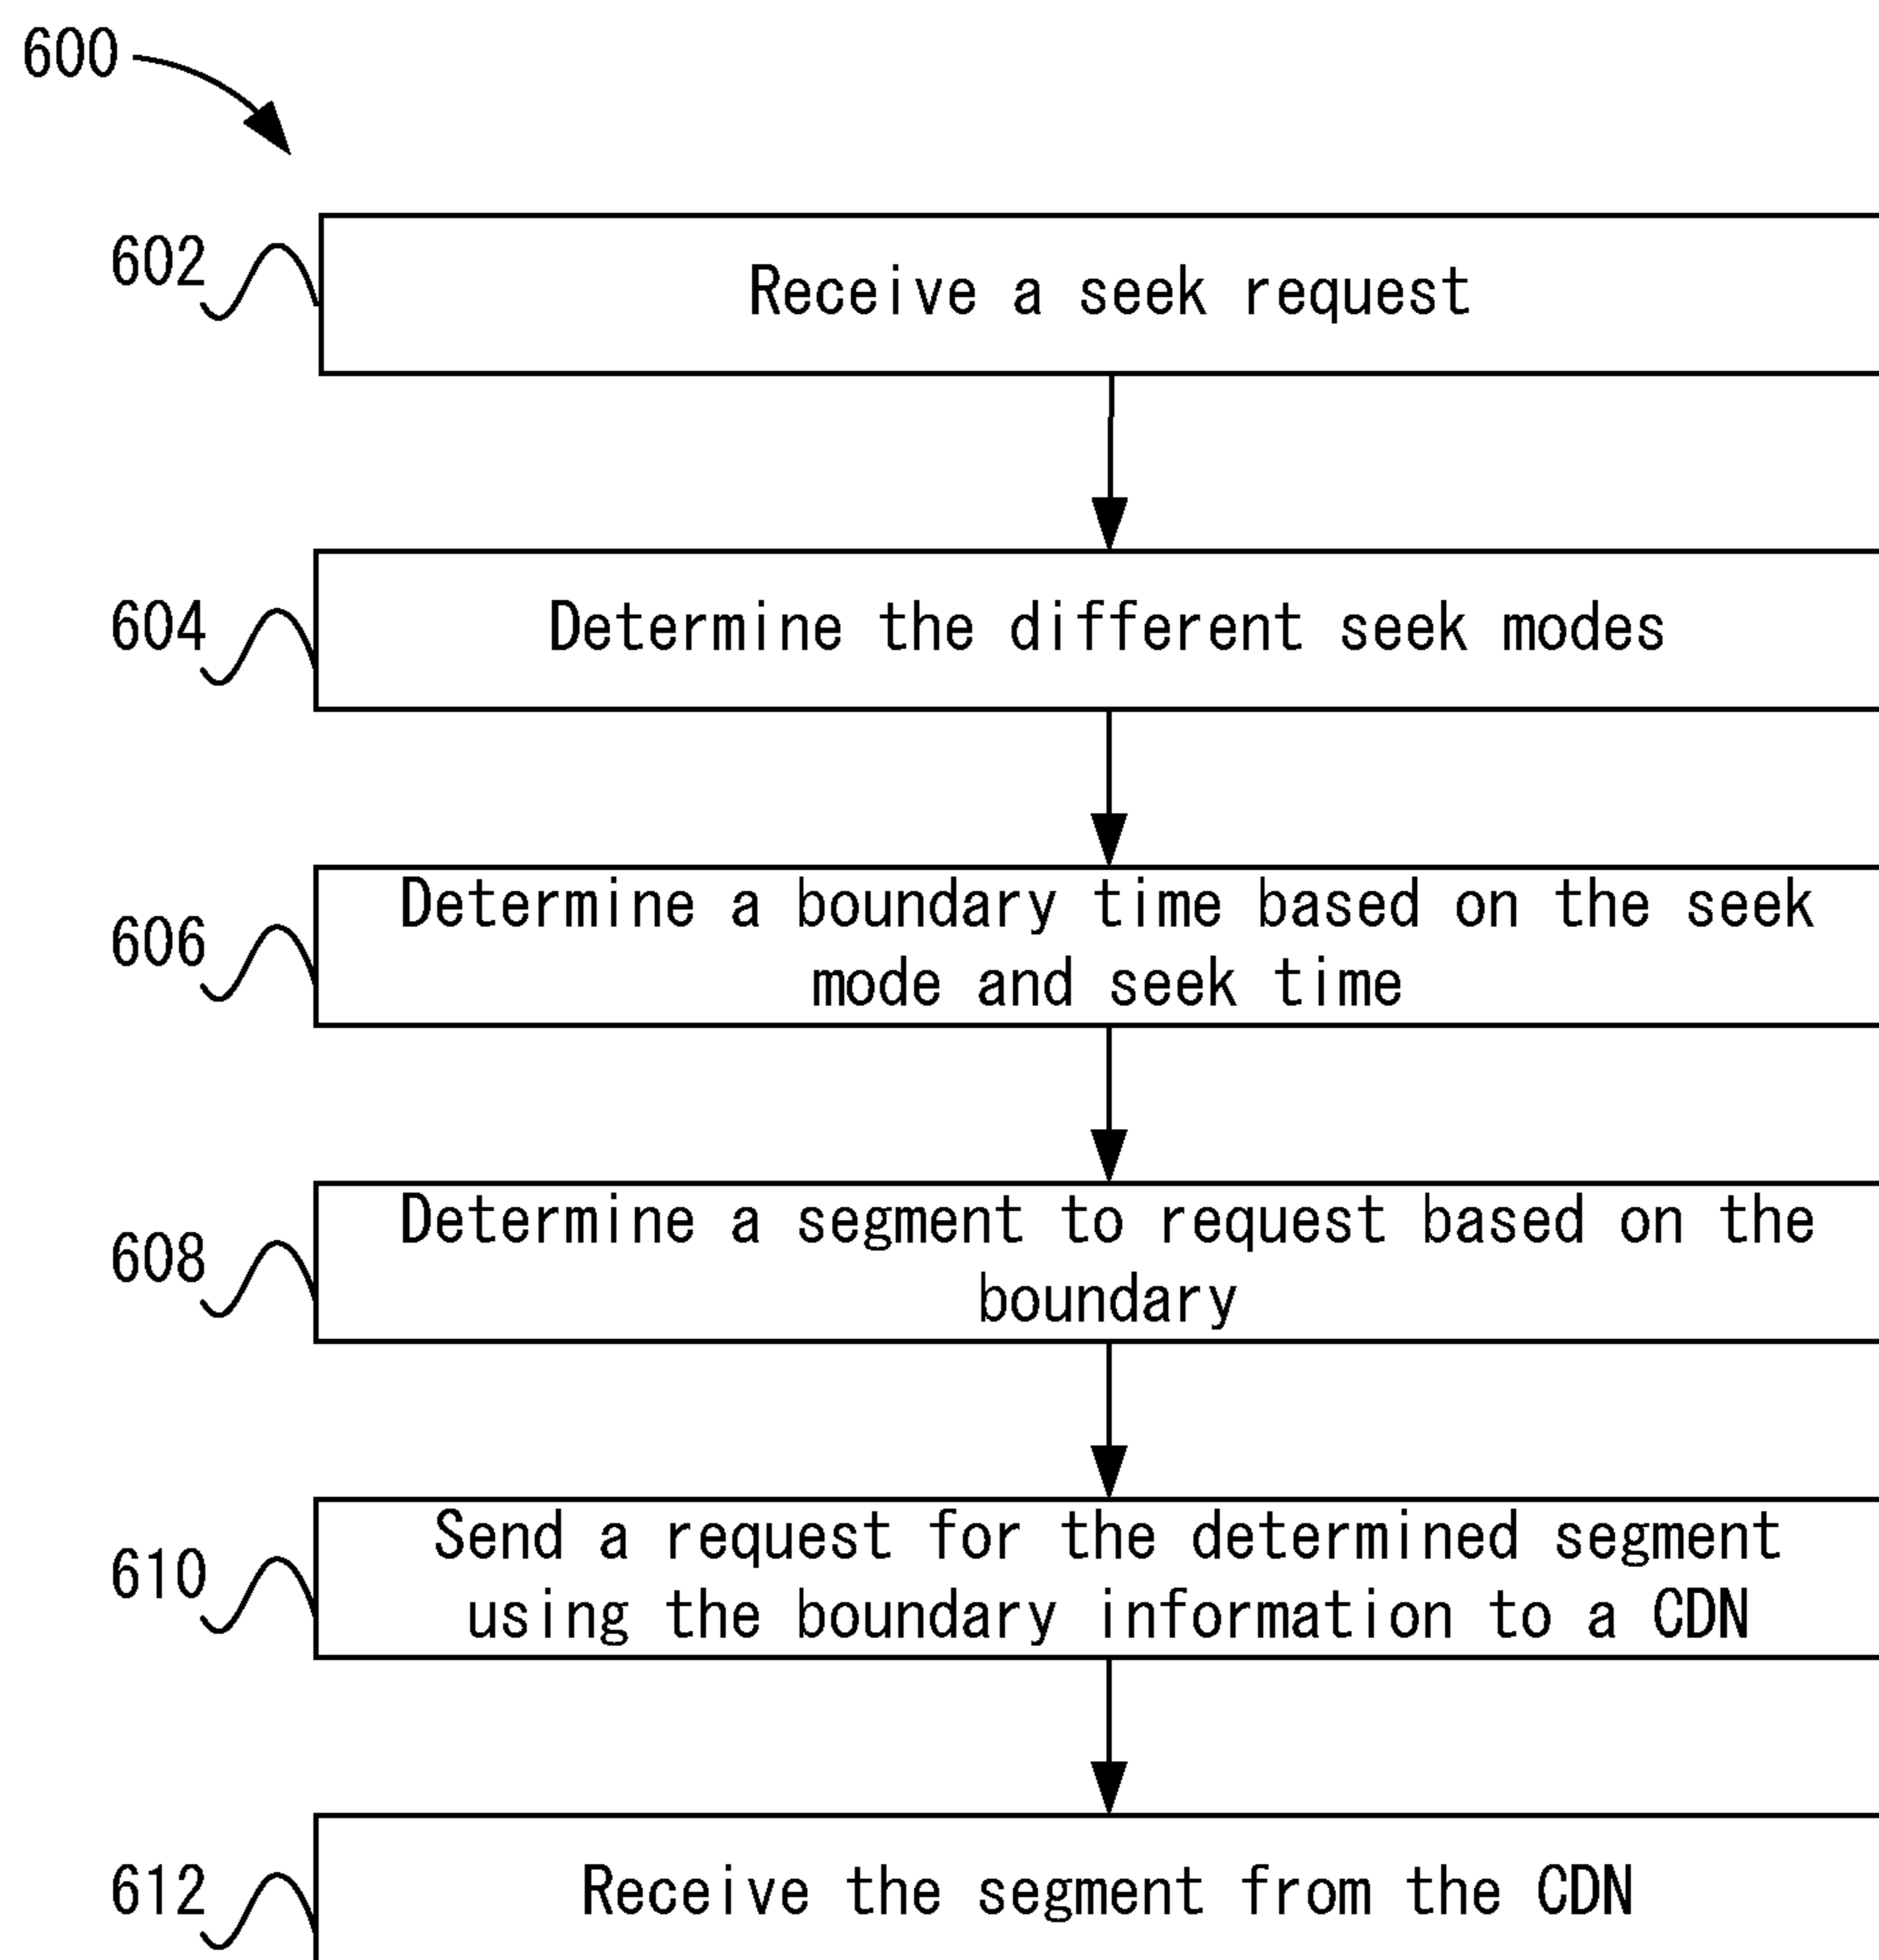 600
602
Receive a seek request
604
Determine the different seek modes
606
Determine a boundary time based on the seek
mode and seek time
608
Determine a segment to request based on the
boundary
610
Send a request for the determined segment
using the boundary information to a CDN
612
Receive the segment from the CDN